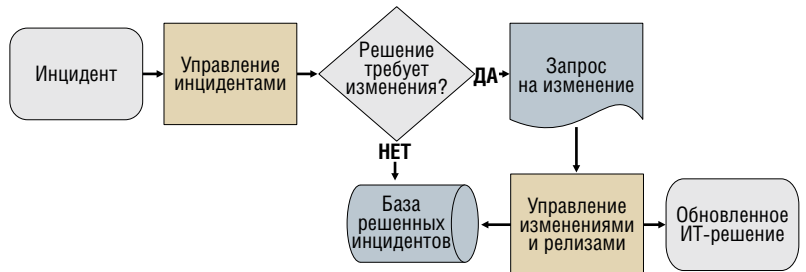 Инцидент
Управление
инцидентами
Решение
требует
изменения?
ДА
Запрос
на изменение
НЕТ
База
решенных
инцидентов
Управление
изменениями
и релизами
Обновленное
ИТ-решение